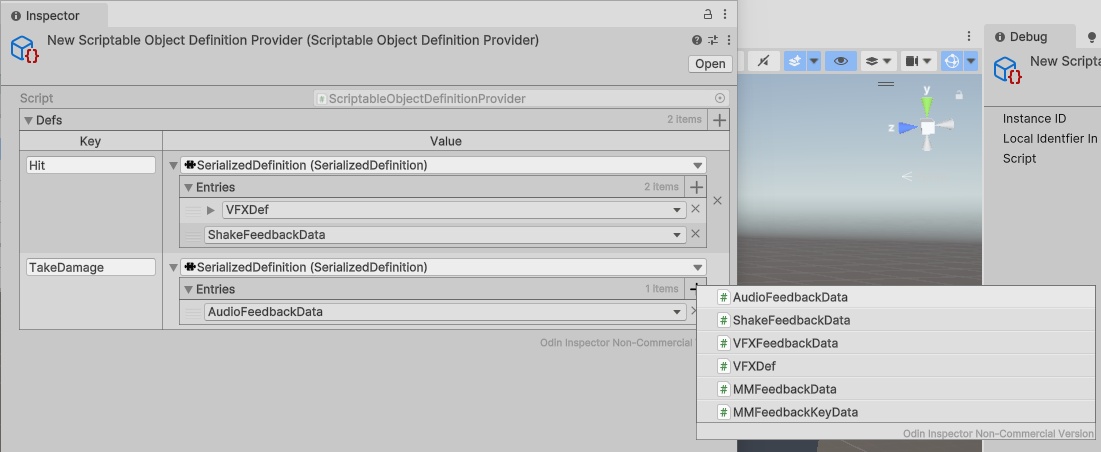 Inspector
New Scriptable Object Definition Provider (Scriptable Object Definition Provider)
Open
Script
ScriptableObjectDefinitionProvider
Defs
2 Items
Key
Value
Hit
SerializedDefinition (SerializedDefinition)
Entries
2 Items
VFXDef
ShakeFeedbackData
TakeDamage
SerializedDefinition (SerializedDefinition)
Entries
1 Items
AudioFeedbackData
Odin Inspector Non-Commercial
AudioFeedbackData
ShakeFeedbackData
VFXFeedbackData
VFXDef
MMFeedbackData
MMFeedbackKeyData
Odin Inspector Non-Commercial Version
y
z
Debug
New Scripta
Instance ID
Local Identfier In
Script